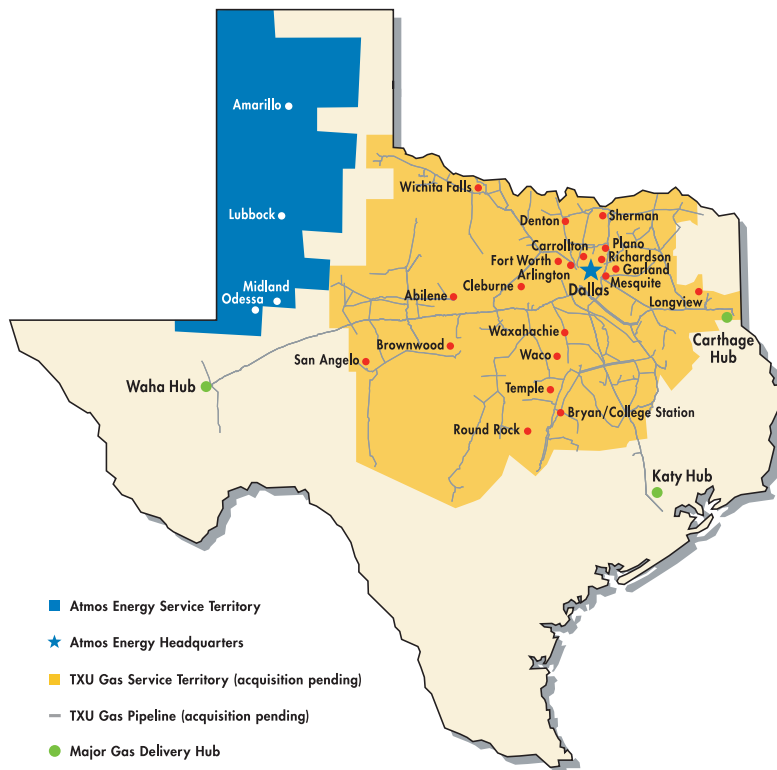 Amarillo
Wichita Falls
Lubbock
Denton
Sherman
Carrollton
Plano
Fort Worth
Richardson
Arlington
Garland
Cleburne
Mesquite
Dallas
Midland
Odessa
Abilene
Longview
Waxahachie
Carthage
Hub
Brownwood
San Angelo
Waco
Waha Hub
Temple
Bryan/College Station
Round Rock
Katy Hub
Atmos Energy Service Territory
Atmos Energy Headquarters
TXU Gas Service Territory (acquisition pending)
TXU Gas Pipeline (acquisition pending)
Major Gas Delivery Hub